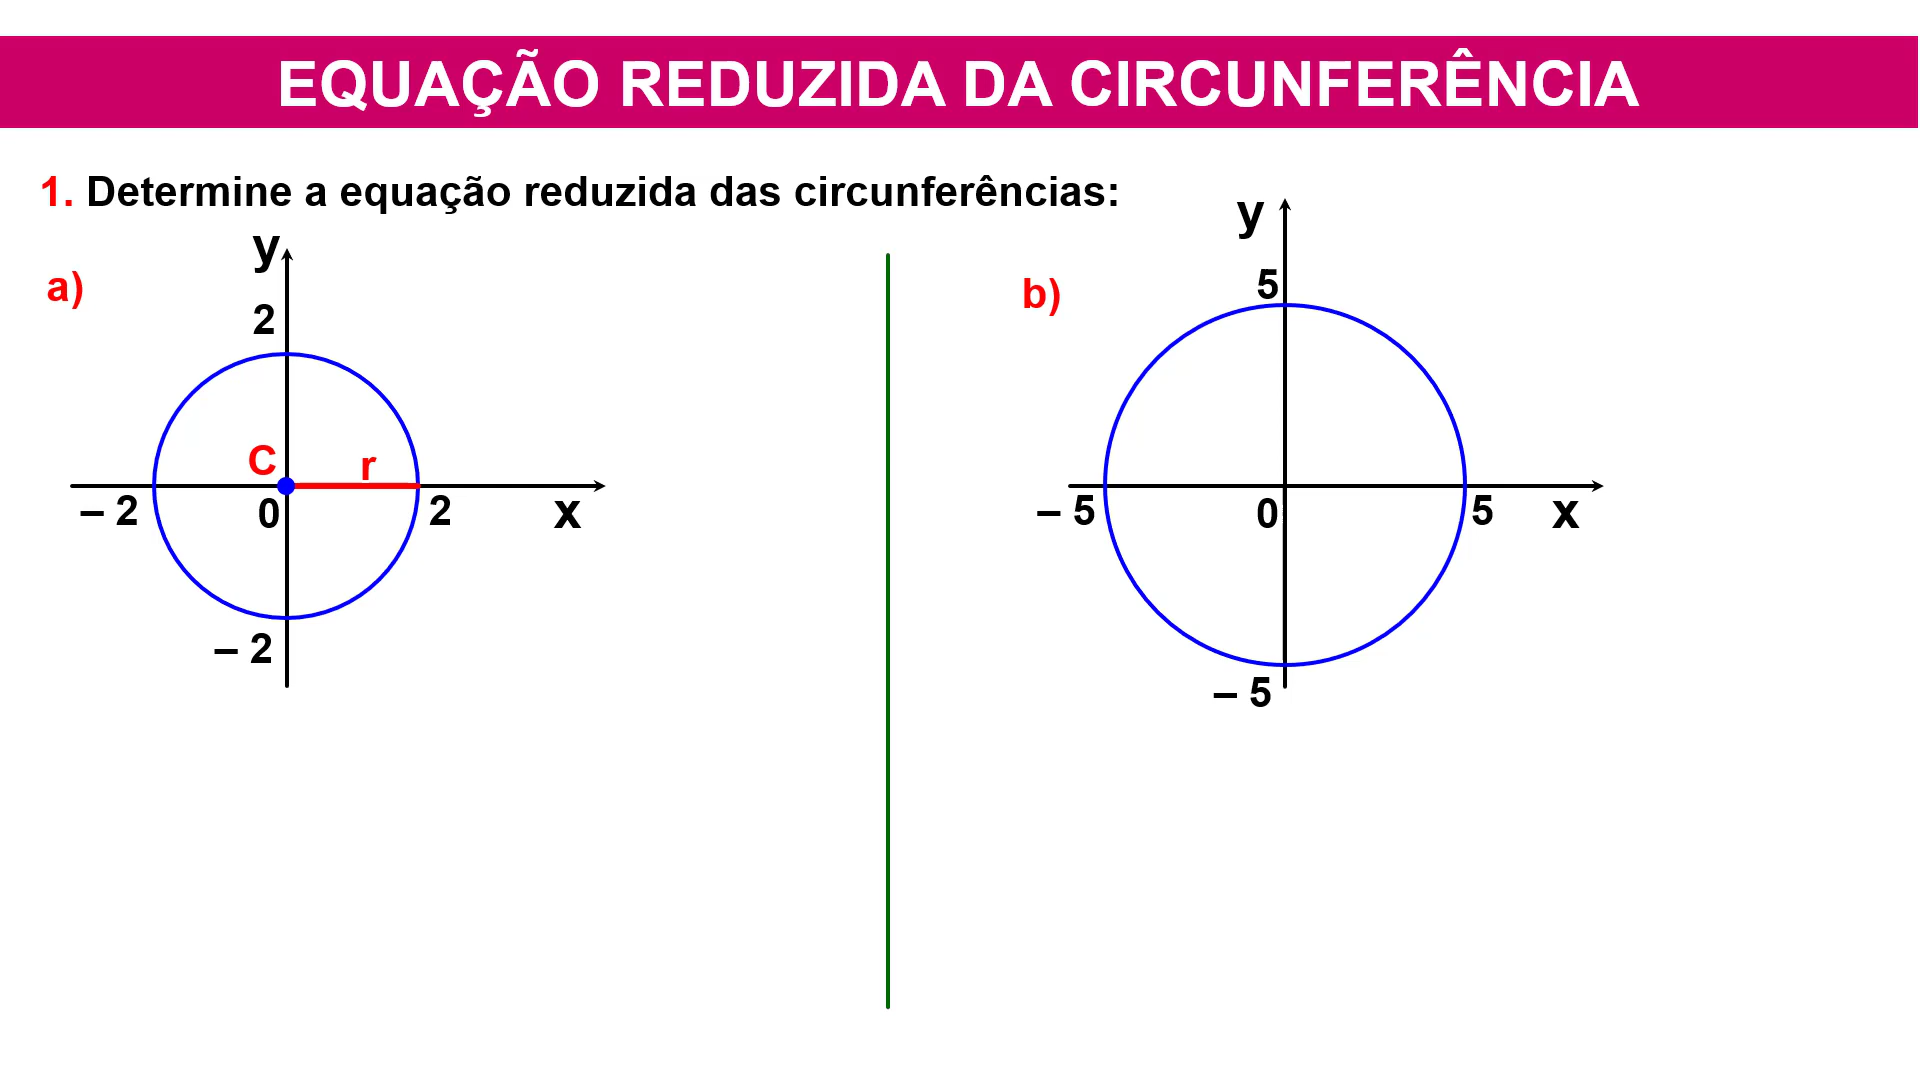 EQUAÇÃO REDUZIDA DA CIRCUNFERÊNCIA
1. Determine a equação reduzida das circunferências:
a)
y
2
C
r
– 2
0
2
x
– 2
b)
y
5
– 5
0
5
x
– 5